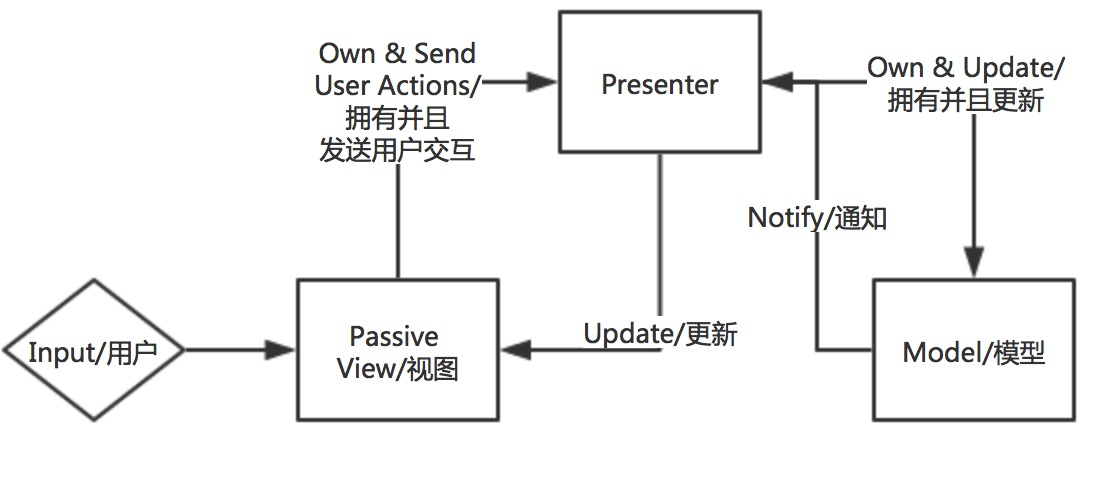 Own & Send
User Actions/
拥有并且
发送用户交互
Presenter
Own & Update/
拥有并且更新
Notify/通知
Input/用户
Passive
View/视图
Update/更新
Model/模型